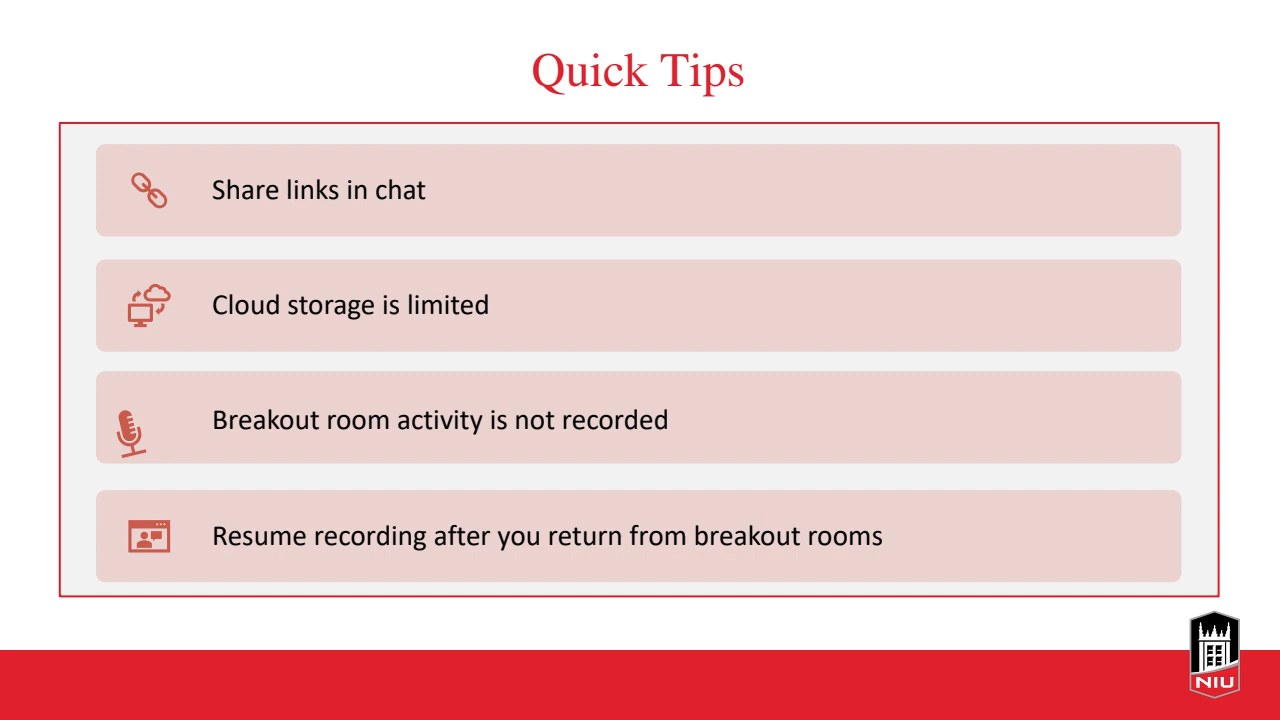 Quick Tips
Share links in chat
Cloud storage is limited
Breakout room activity is not recorded
Resume recording after you return from breakout rooms
NIU